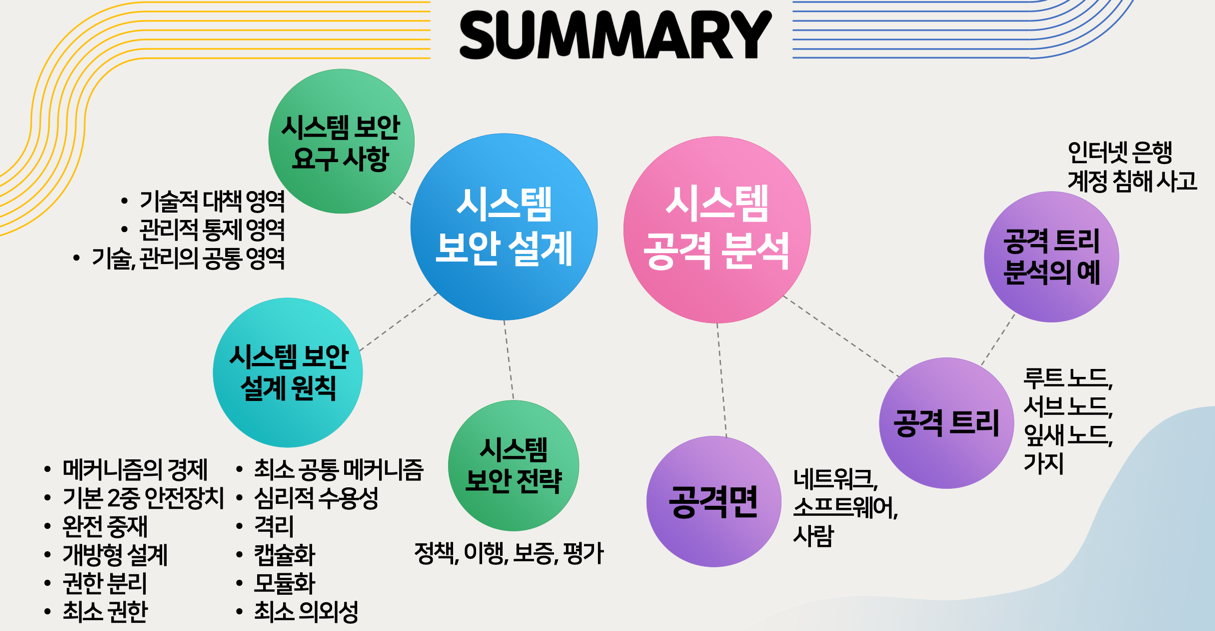 SUMMARY
시스템 보안
요구 사항
• 기술적 대책 영역
• 관리적 통제 영역
• 기술, 관리의 공통 영역
시스템
보안 설계
시스템 보안
설계 원칙
• 메커니즘의 경제
• 기본 2중 안전장치
• 완전 중재
• 개방형 설계
• 권한 분리
• 최소 권한
• 최소 공통 메커니즘
• 심리적 수용성
• 격리
• 캡슐화
• 모듈화
• 최소 의외성
시스템
보안 전략
정책, 이행, 보증, 평가
시스템
공격 분석
공격면
네트워크,
소프트웨어,
사람
공격 트리
루트 노드,
서브 노드,
잎새 노드,
가지
공격 트리
분석의 예
인터넷 은행
계정 침해 사고